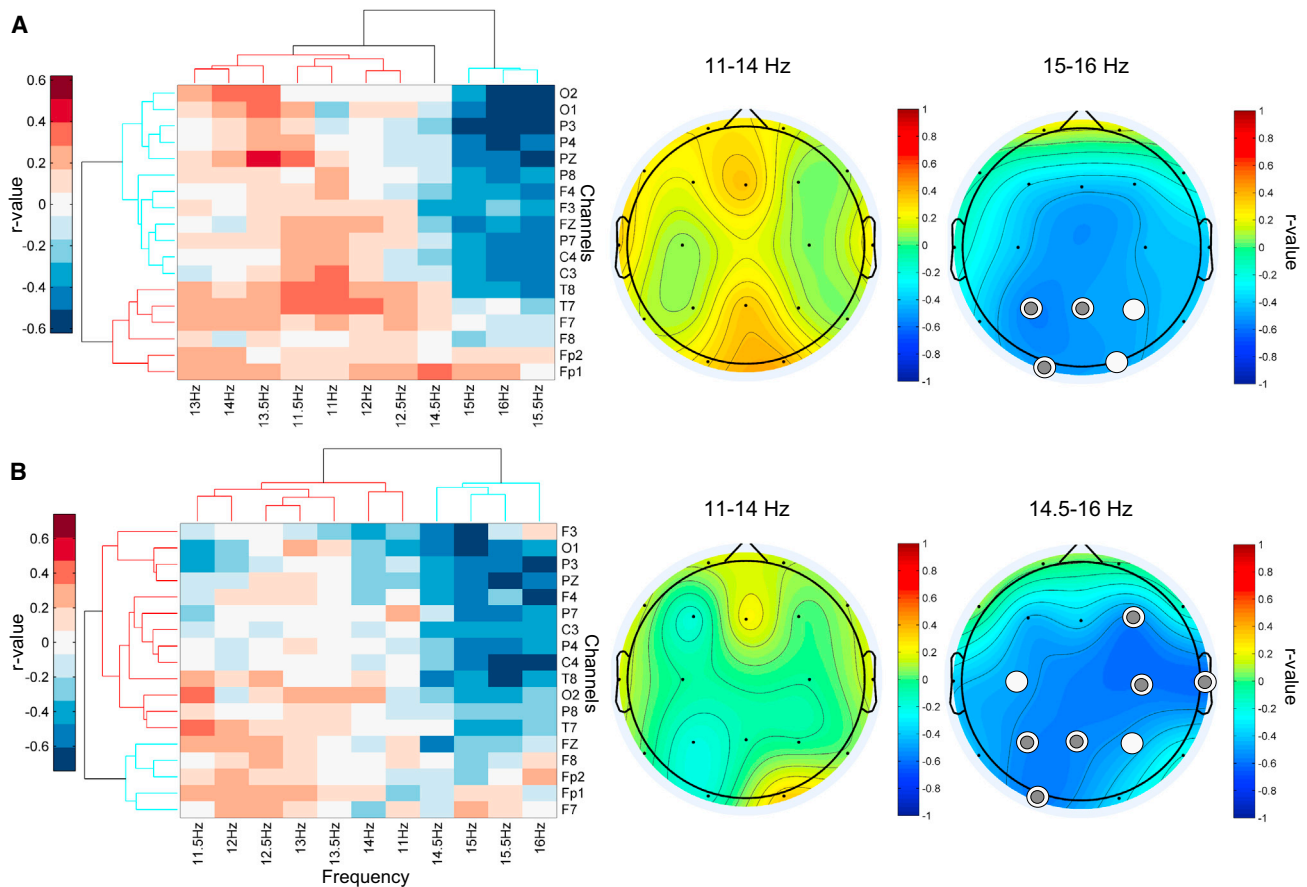 A
11-14 Hz
15-16 Hz
r-value
0.6
0.4
0.2
0
-0.2
-0.4
-0.6
O2
O1
P3
P4
PZ
P8
F4
F3
FZ
P7
C4
C3
T8
T7
F7
F8
Fp2
Fp1
Channels
13Hz
14Hz
13.5Hz
11.5Hz
11Hz
12Hz
12.5Hz
14.5Hz
15Hz
16Hz
15.5Hz
1
0.8
0.6
0.4
0.2
0
-0.2
-0.4
-0.6
-0.8
-1
1
0.8
0.6
0.4
0.2
0
-0.2
-0.4
-0.6
-0.8
-1
r-value
B
11-14 Hz
14.5-16 Hz
r-value
0.6
0.4
0.2
0
-0.2
-0.4
-0.6
F3
O1
P3
PZ
F4
P7
C3
P4
C4
T8
O2
P8
T7
FZ
F8
Fp2
Fp1
F7
Channels
11.5Hz
12Hz
12.5Hz
13Hz
13.5Hz
14Hz
11Hz
14.5Hz
15Hz
15.5Hz
16Hz
Frequency
1
0.8
0.6
0.4
0.2
0
-0.2
-0.4
-0.6
-0.8
-1
1
0.8
0.6
0.4
0.2
0
-0.2
-0.4
-0.6
-0.8
-1
r-value